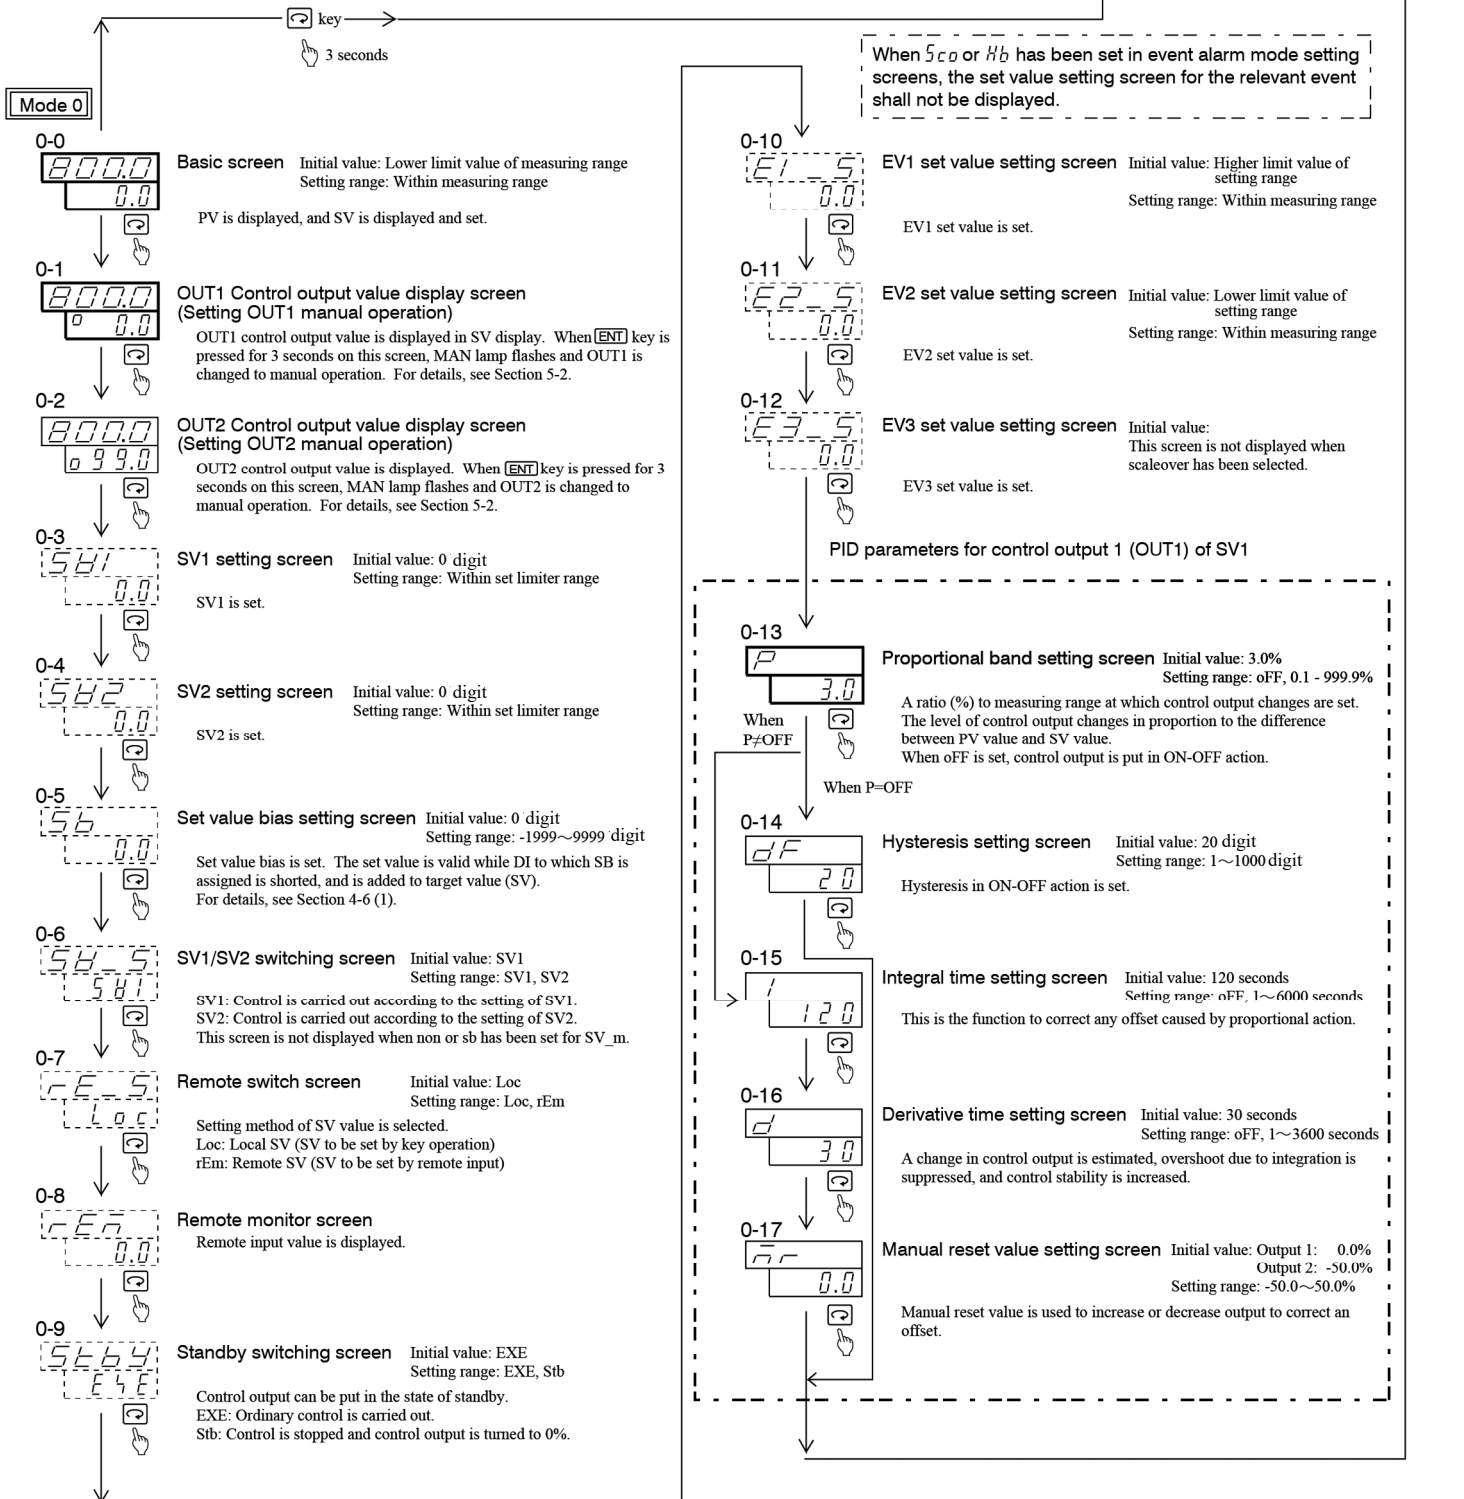 key
3 seconds
Mode 0
0-0
800.0
0.0
Basic screen Initial value: Lower limit value of measuring range
Setting range: Within measuring range
PV is displayed, and SV is displayed and set.
0-1
800.0
o 0.0
OUT1 Control output value display screen
(Setting OUT1 manual operation)
OUT1 control output value is displayed in SV display. When ENT key is
pressed for 3 seconds on this screen, MAN lamp flashes and OUT1 is
changed to manual operation. For details, see Section 5-2.
0-2
800.0
o 99.0
OUT2 Control output value display screen
(Setting OUT2 manual operation)
OUT2 control output value is displayed. When ENT key is pressed for 3
seconds on this screen, MAN lamp flashes and OUT2 is changed to
manual operation. For details, see Section 5-2.
0-3
SV1
0.0
SV1 setting screen Initial value: 0 digit
Setting range: Within set limiter range
SV1 is set.
0-4
SV2
0.0
SV2 setting screen Initial value: 0 digit
Setting range: Within set limiter range
SV2 is set.
0-5
Sb
0.0
Set value bias setting screen Initial value: 0 digit
Setting range: -1999～9999 digit
Set value bias is set. The set value is valid while DI to which SB is
assigned is shorted, and is added to target value (SV).
For details, see Section 4-6 (1).
0-6
SV_S
SV1
SV1/SV2 switching screen Initial value: SV1
Setting range: SV1, SV2
SV1: Control is carried out according to the setting of SV1.
SV2: Control is carried out according to the setting of SV2.
This screen is not displayed when non or sb has been set for SV_m.
0-7
rE_S
Loc
Remote switch screen Initial value: Loc
Setting range: Loc, rEm
Setting method of SV value is selected.
Loc: Local SV (SV to be set by key operation)
rEm: Remote SV (SV to be set by remote input)
0-8
rEm
0.0
Remote monitor screen
Remote input value is displayed.
0-9
Stby
EXE
Standby switching screen Initial value: EXE
Setting range: EXE, Stb
Control output can be put in the state of standby.
EXE: Ordinary control is carried out.
Stb: Control is stopped and control output is turned to 0%.
When Sco or Hb has been set in event alarm mode setting
screens, the set value setting screen for the relevant event
shall not be displayed.
0-10
E1_S
0.0
EV1 set value setting screen Initial value: Higher limit value of
setting range
Setting range: Within measuring range
EV1 set value is set.
0-11
E2_S
0.0
EV2 set value setting screen Initial value: Lower limit value of
setting range
Setting range: Within measuring range
EV2 set value is set.
0-12
E3_S
0.0
EV3 set value setting screen Initial value:
This screen is not displayed when
scaleover has been selected.
EV3 set value is set.
PID parameters for control output 1 (OUT1) of SV1
0-13
P
3.0
Proportional band setting screen Initial value: 3.0%
Setting range: oFF, 0.1 - 999.9%
A ratio (%) to measuring range at which control output changes are set.
The level of control output changes in proportion to the difference
between PV value and SV value.
When oFF is set, control output is put in ON-OFF action.
When
P≠OFF
When P=OFF
0-14
dF
20
Hysteresis setting screen Initial value: 20 digit
Setting range: 1～1000 digit
Hysteresis in ON-OFF action is set.
0-15
I
120
Integral time setting screen Initial value: 120 seconds
Setting range: oFF, 1～6000 seconds
This is the function to correct any offset caused by proportional action.
0-16
d
30
Derivative time setting screen Initial value: 30 seconds
Setting range: oFF, 1～3600 seconds
A change in control output is estimated, overshoot due to integration is
suppressed, and control stability is increased.
0-17
mr
0.0
Manual reset value setting screen Initial value: Output 1: 0.0%
Output 2: -50.0%
Setting range: -50.0～50.0%
Manual reset value is used to increase or decrease output to correct an
offset.